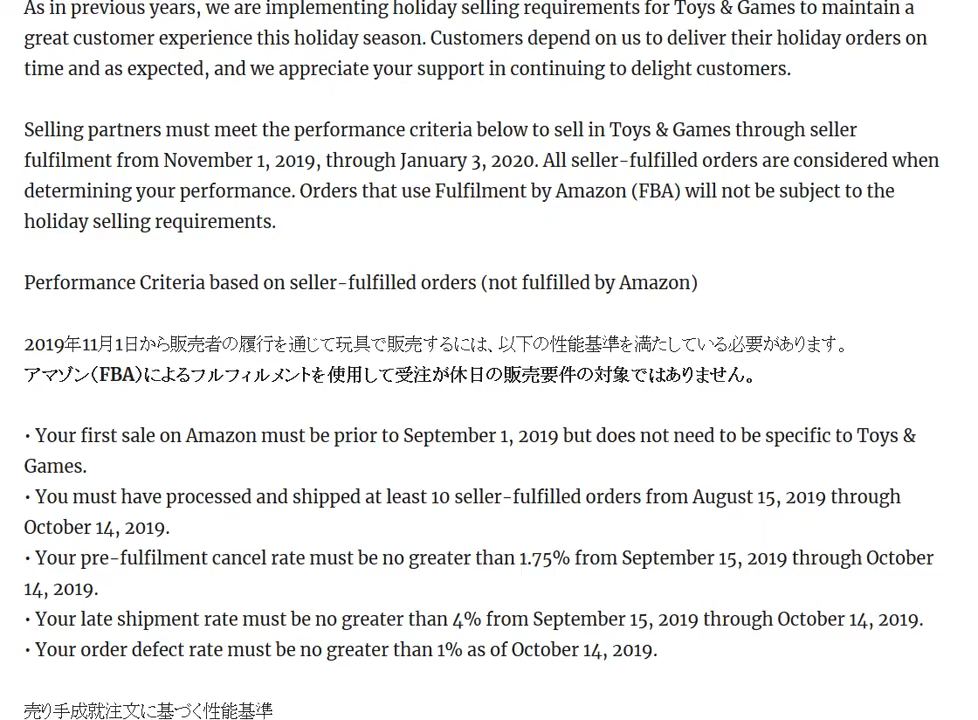 As in previous years, we are implementing holiday selling requirements for Toys & Games to maintain a
great customer experience this holiday season. Customers depend on us to deliver their holiday orders on
time and as expected, and we appreciate your support in continuing to delight customers.
Selling partners must meet the performance criteria below to sell in Toys & Games through seller
fulfilment from November 1, 2019, through January 3, 2020. All seller-fulfilled orders are considered when
determining your performance. Orders that use Fulfilment by Amazon (FBA) will not be subject to the
holiday selling requirements.
Performance Criteria based on seller-fulfilled orders (not fulfilled by Amazon)
2019年11月1日から販売者の履行を通じて玩具で販売するには、以下の性能基準を満たしている必要があります。
アマゾン(FBA)によるフルフィルメントを使用して受注が休日の販売要件の対象ではありません。
• Your first sale on Amazon must be prior to September 1, 2019 but does not need to be specific to Toys &
Games.
• You must have processed and shipped at least 10 seller-fulfilled orders from August 15, 2019 through
October 14, 2019.
• Your pre-fulfilment cancel rate must be no greater than 1.75% from September 15, 2019 through October
14, 2019.
• Your late shipment rate must be no greater than 4% from September 15, 2019 through October 14, 2019.
• Your order defect rate must be no greater than 1% as of October 14, 2019.
売り手成就注文に基づく性能基準